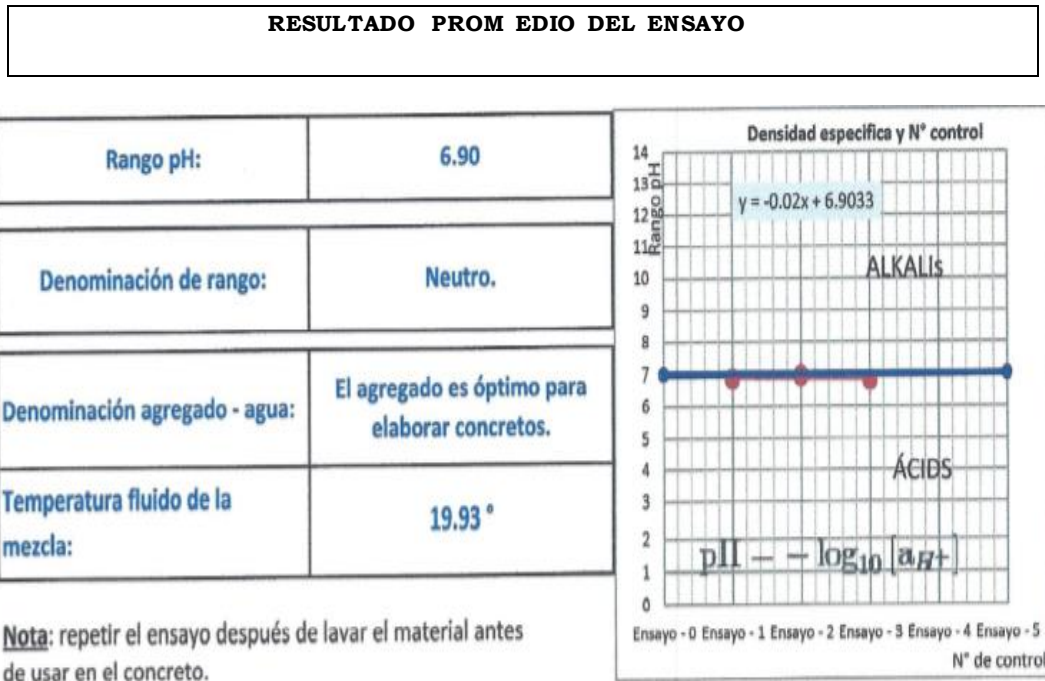 RESULTADO PROM EDIO DEL ENSAYO
Rango pH:
6.90
Denominación de rango:
Neutro.
Denominación agregado - agua:
El agregado es óptimo para
elaborar concretos.
Temperatura fluido de la
mezcla:
19.93 °
Nota: repetir el ensayo después de lavar el material antes
de usar en el concreto.
Densidad especifica y N° control
Rango pH
14
13
12
11
10
9
8
7
6
5
4
3
2
1
0
y = -0.02x + 6.9033
ALKALIs
ÁCIDS
pH = - log10 [aH+]
Ensayo - 0 Ensayo - 1 Ensayo - 2 Ensayo - 3 Ensayo - 4 Ensayo - 5
N° de control